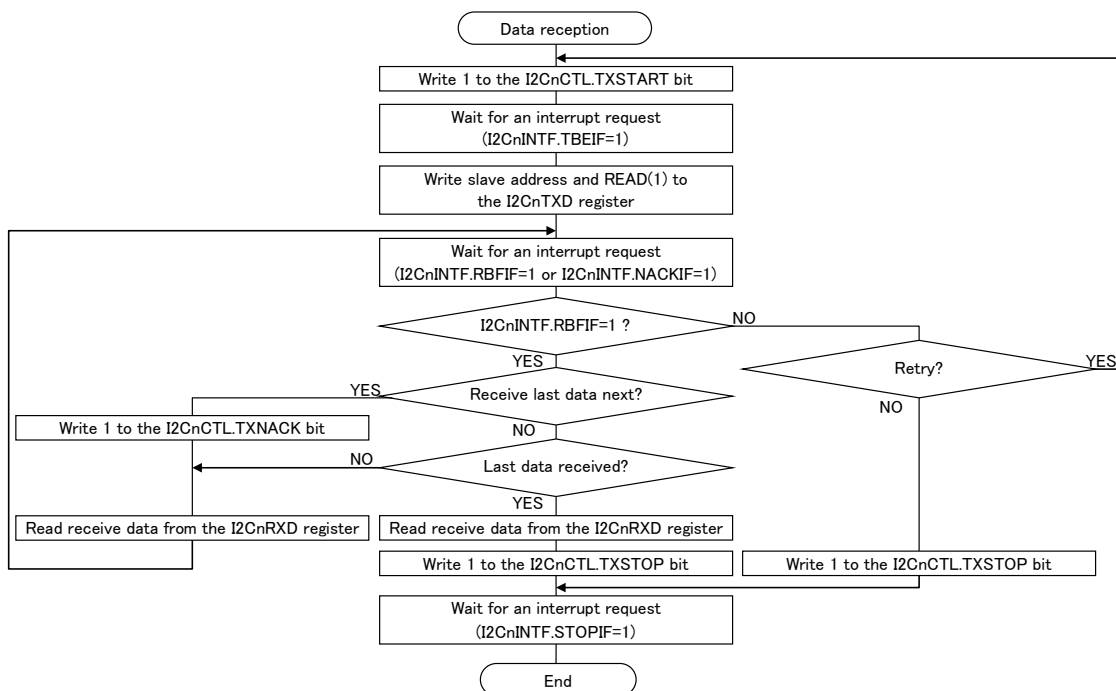 Data reception
Write 1 to the I2CnCTL.TXSTART bit
Wait for an interrupt request
(I2CnINTF.TBEIF=1)
Write slave address and READ(1) to
the I2CnTXD register
Wait for an interrupt request
(I2CnINTF.RBFIF=1 or I2CnINTF.NACKIF=1)
I2CnINTF.RBFIF=1 ?
NO
YES
Retry?
YES
NO
Receive last data next?
YES
NO
Write 1 to the I2CnCTL.TXNACK bit
Last data received?
NO
YES
Read receive data from the I2CnRXD register
Read receive data from the I2CnRXD register
Write 1 to the I2CnCTL.TXSTOP bit
Write 1 to the I2CnCTL.TXSTOP bit
Wait for an interrupt request
(I2CnINTF.STOPIF=1)
End